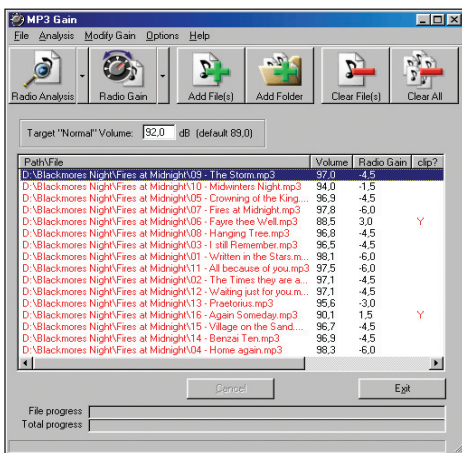 MP3 Gain
File Analysis Modify Gain Options Help
Radio Analysis Radio Gain Add File(s) Add Folder Clear File(s) Clear All
Target "Normal" Volume: 92,0 dB (default 89,0)
Path\File Volume Radio Gain clip?
D:\Blackmores Night\Fires at Midnight\09 - The Storm.mp3 97,0 -4,5
D:\Blackmores Night\Fires at Midnight\10 - Midwinters Night.mp3 94,0 -1,5
D:\Blackmores Night\Fires at Midnight\05 - Crowning of the King... 96,9 -4,5
D:\Blackmores Night\Fires at Midnight\07 - Fires at Midnight.mp3 97,8 -6,0
D:\Blackmores Night\Fires at Midnight\06 - Fayre thee Well.mp3 88,5 3,0 Y
D:\Blackmores Night\Fires at Midnight\08 - Hanging Tree.mp3 96,8 -4,5
D:\Blackmores Night\Fires at Midnight\03 - I still Remember.mp3 96,5 -4,5
D:\Blackmores Night\Fires at Midnight\01 - Written in the Stars.m... 98,1 -6,0
D:\Blackmores Night\Fires at Midnight\11 - All because of you.mp3 97,5 -6,0
D:\Blackmores Night\Fires at Midnight\02 - The Times they are a... 97,1 -4,5
D:\Blackmores Night\Fires at Midnight\12 - Waiting just for you.m... 97,1 -4,5
D:\Blackmores Night\Fires at Midnight\13 - Praetorius.mp3 95,6 -3,0
D:\Blackmores Night\Fires at Midnight\16 - Again Someday.mp3 90,1 1,5 Y
D:\Blackmores Night\Fires at Midnight\15 - Village on the Sand.... 96,7 -4,5
D:\Blackmores Night\Fires at Midnight\14 - Benzai Ten.mp3 96,9 -4,5
D:\Blackmores Night\Fires at Midnight\04 - Home again.mp3 98,3 -6,0
Cancel Exit
File progress
Total progress